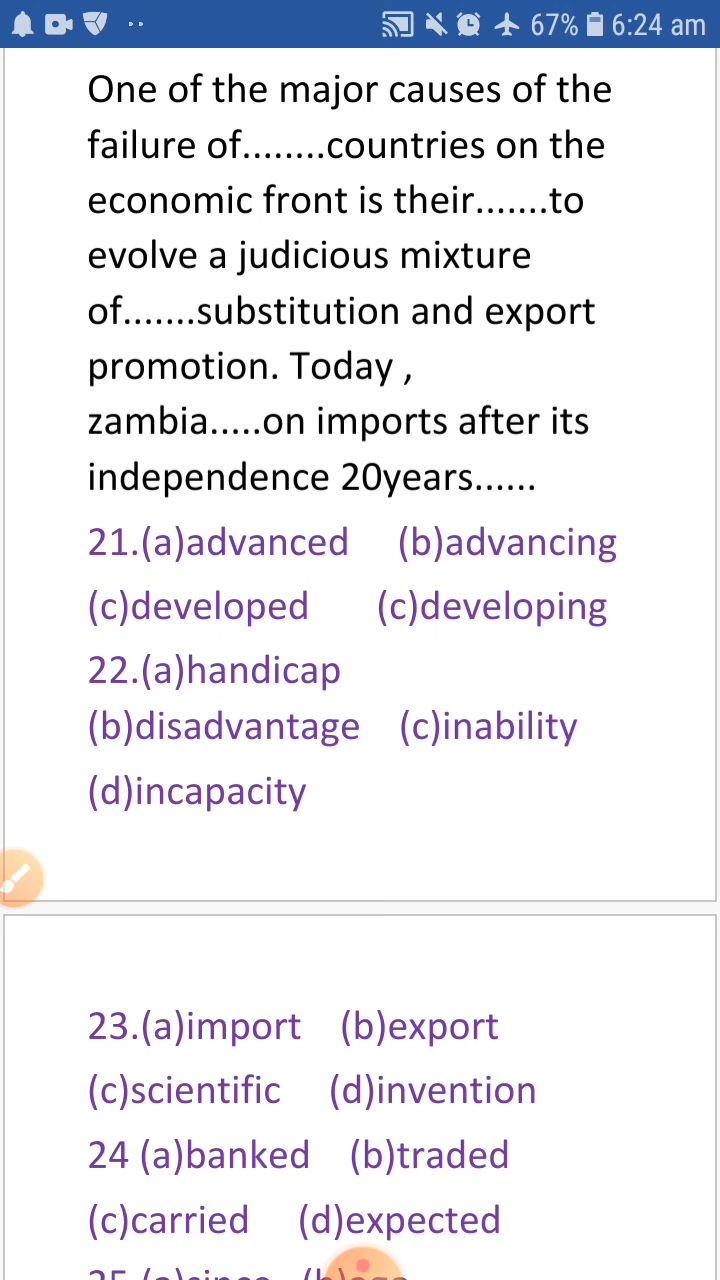 67% 6:24 am
One of the major causes of the
failure of........countries on the
economic front is their.......to
evolve a judicious mixture
of.......substitution and export
promotion. Today ,
zambia.....on imports after its
independence 20years......
21.(a)advanced (b)advancing
(c)developed (c)developing
22.(a)handicap
(b)disadvantage (c)inability
(d)incapacity
23.(a)import (b)export
(c)scientific (d)invention
24 (a)banked (b)traded
(c)carried (d)expected